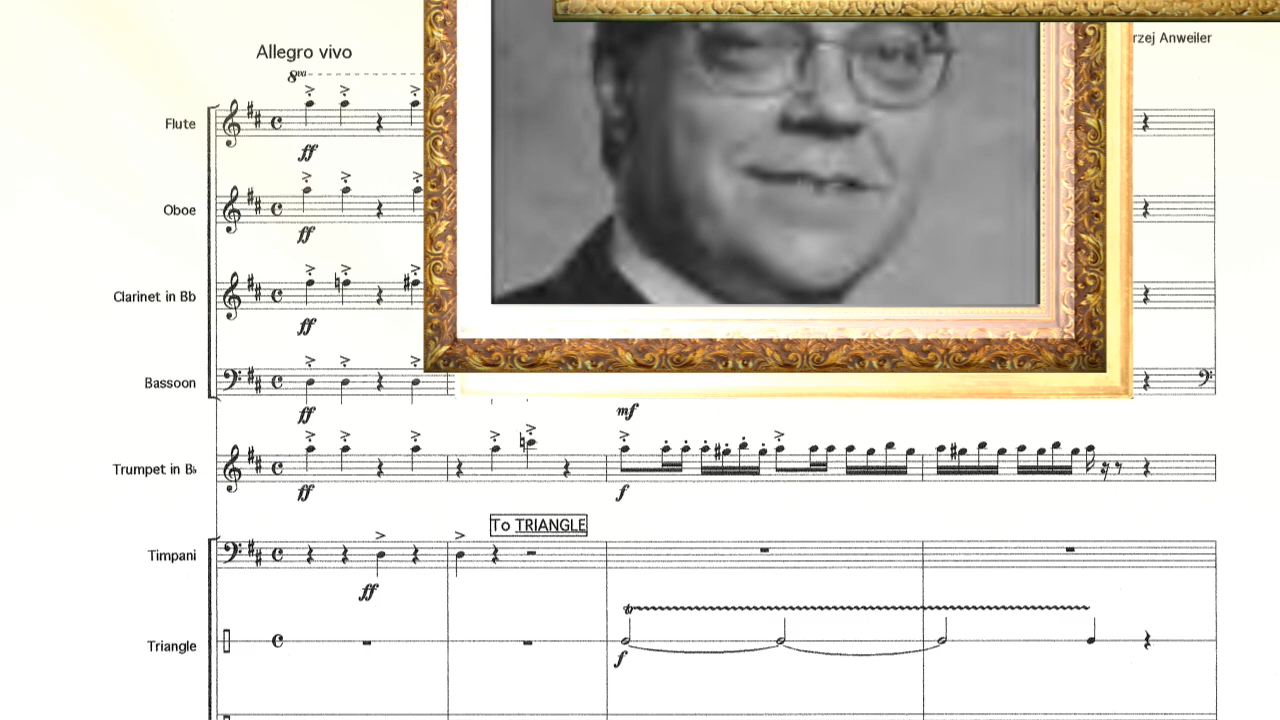 rzej Anweiler
Allegro vivo
8va
Flute
ff
Oboe
ff
Clarinet in Bb
ff
Bassoon
ff
mf
Trumpet in B♭
ff
f
To TRIANGLE
Timpani
ff
tr
Triangle
f